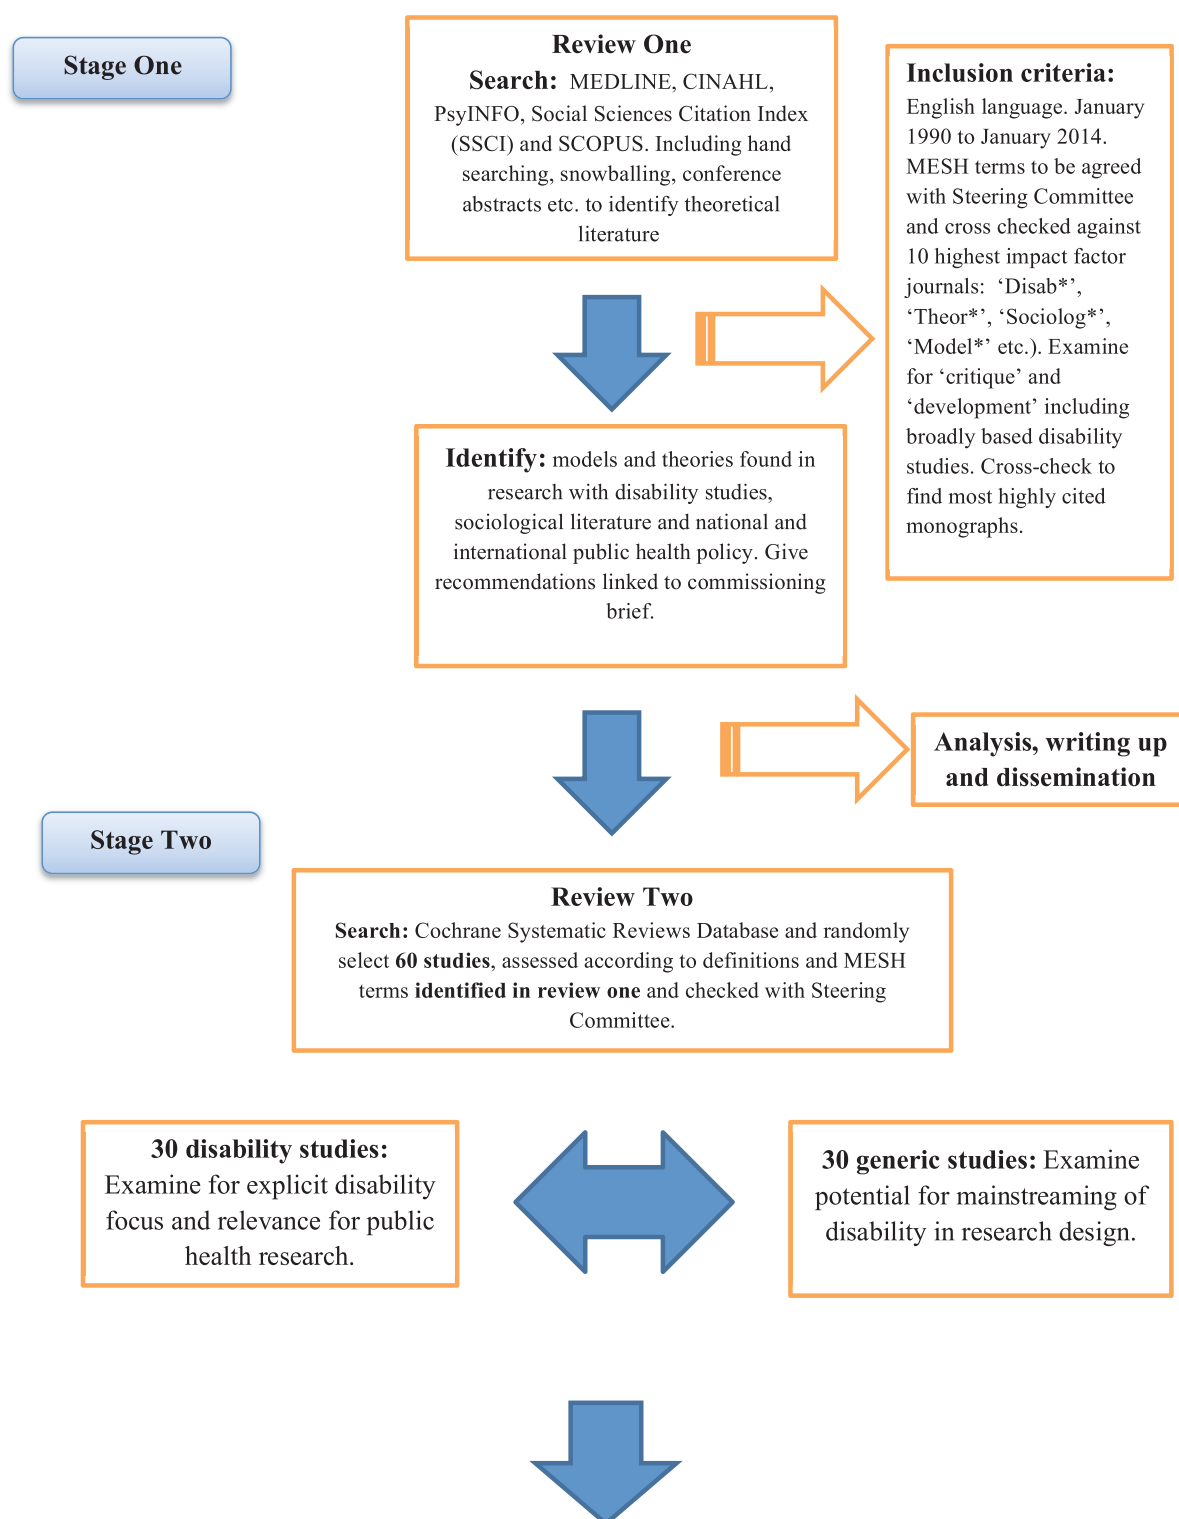 Stage One
Review One
Search: MEDLINE, CINAHL,
PsyINFO, Social Sciences Citation Index
(SSCI) and SCOPUS. Including hand
searching, snowballing, conference
abstracts etc. to identify theoretical
literature
Inclusion criteria:
English language. January
1990 to January 2014.
MESH terms to be agreed
with Steering Committee
and cross checked against
10 highest impact factor
journals: ‘Disab*’,
‘Theor*’, ‘Sociolog*’,
‘Model*’ etc.). Examine
for ‘critique’ and
‘development’ including
broadly based disability
studies. Cross-check to
find most highly cited
monographs.
Identify: models and theories found in
research with disability studies,
sociological literature and national and
international public health policy. Give
recommendations linked to commissioning
brief.
Analysis, writing up
and dissemination
Stage Two
Review Two
Search: Cochrane Systematic Reviews Database and randomly
select 60 studies, assessed according to definitions and MESH
terms identified in review one and checked with Steering
Committee.
30 disability studies:
Examine for explicit disability
focus and relevance for public
health research.
30 generic studies: Examine
potential for mainstreaming of
disability in research design.